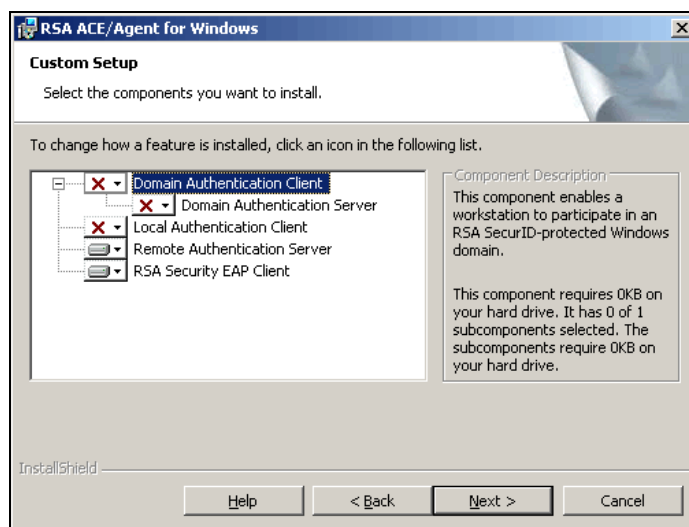 RSA ACE/Agent for Windows
Custom Setup
Select the components you want to install.
To change how a feature is installed, click an icon in the following list.
Domain Authentication Client
Domain Authentication Server
Local Authentication Client
Remote Authentication Server
RSA Security EAP Client
Component Description
This component enables a
workstation to participate in an
RSA SecurID-protected Windows
domain.
This component requires 0KB on
your hard drive. It has 0 of 1
subcomponents selected. The
subcomponents require 0KB on
your hard drive.
InstallShield
Help
< Back
Next >
Cancel